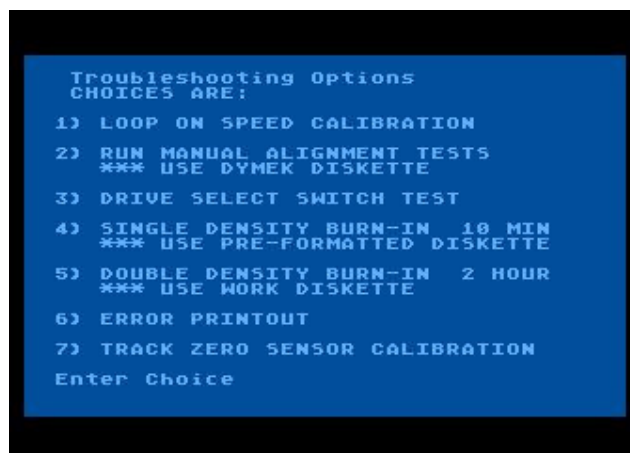 Troubleshooting Options
CHOICES ARE:
1) LOOP ON SPEED CALIBRATION
2) RUN MANUAL ALIGNMENT TESTS
*** USE DYMEK DISKETTE
3) DRIVE SELECT SWITCH TEST
4) SINGLE DENSITY BURN-IN 10 MIN
*** USE PRE-FORMATTED DISKETTE
5) DOUBLE DENSITY BURN-IN 2 HOUR
*** USE WORK DISKETTE
6) ERROR PRINTOUT
7) TRACK ZERO SENSOR CALIBRATION
Enter Choice